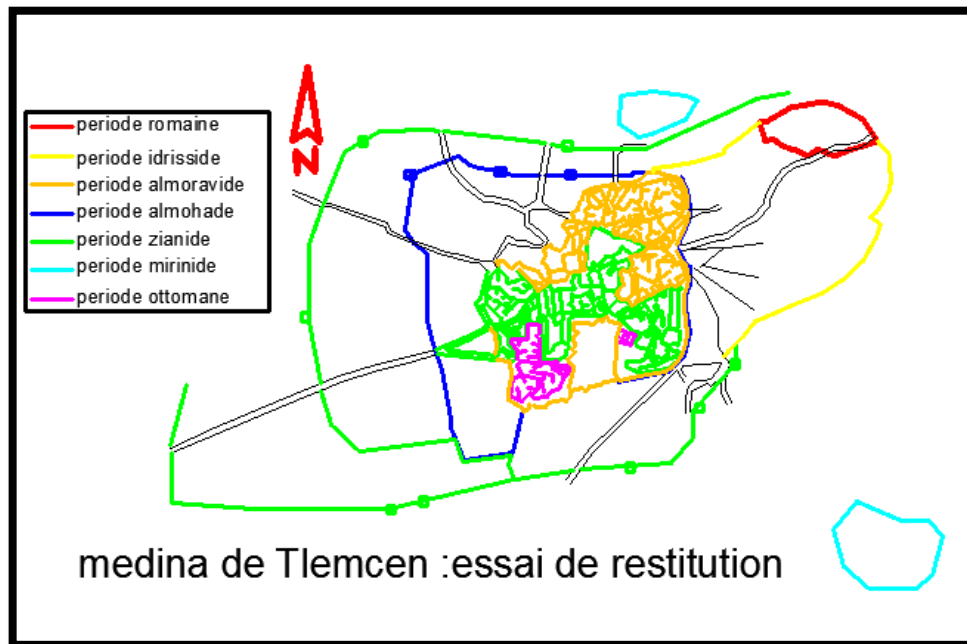 N
periode romaine
periode idrisside
periode almoravide
periode almohade
periode zianide
periode mirinide
periode ottomane
medina de Tlemcen :essai de restitution